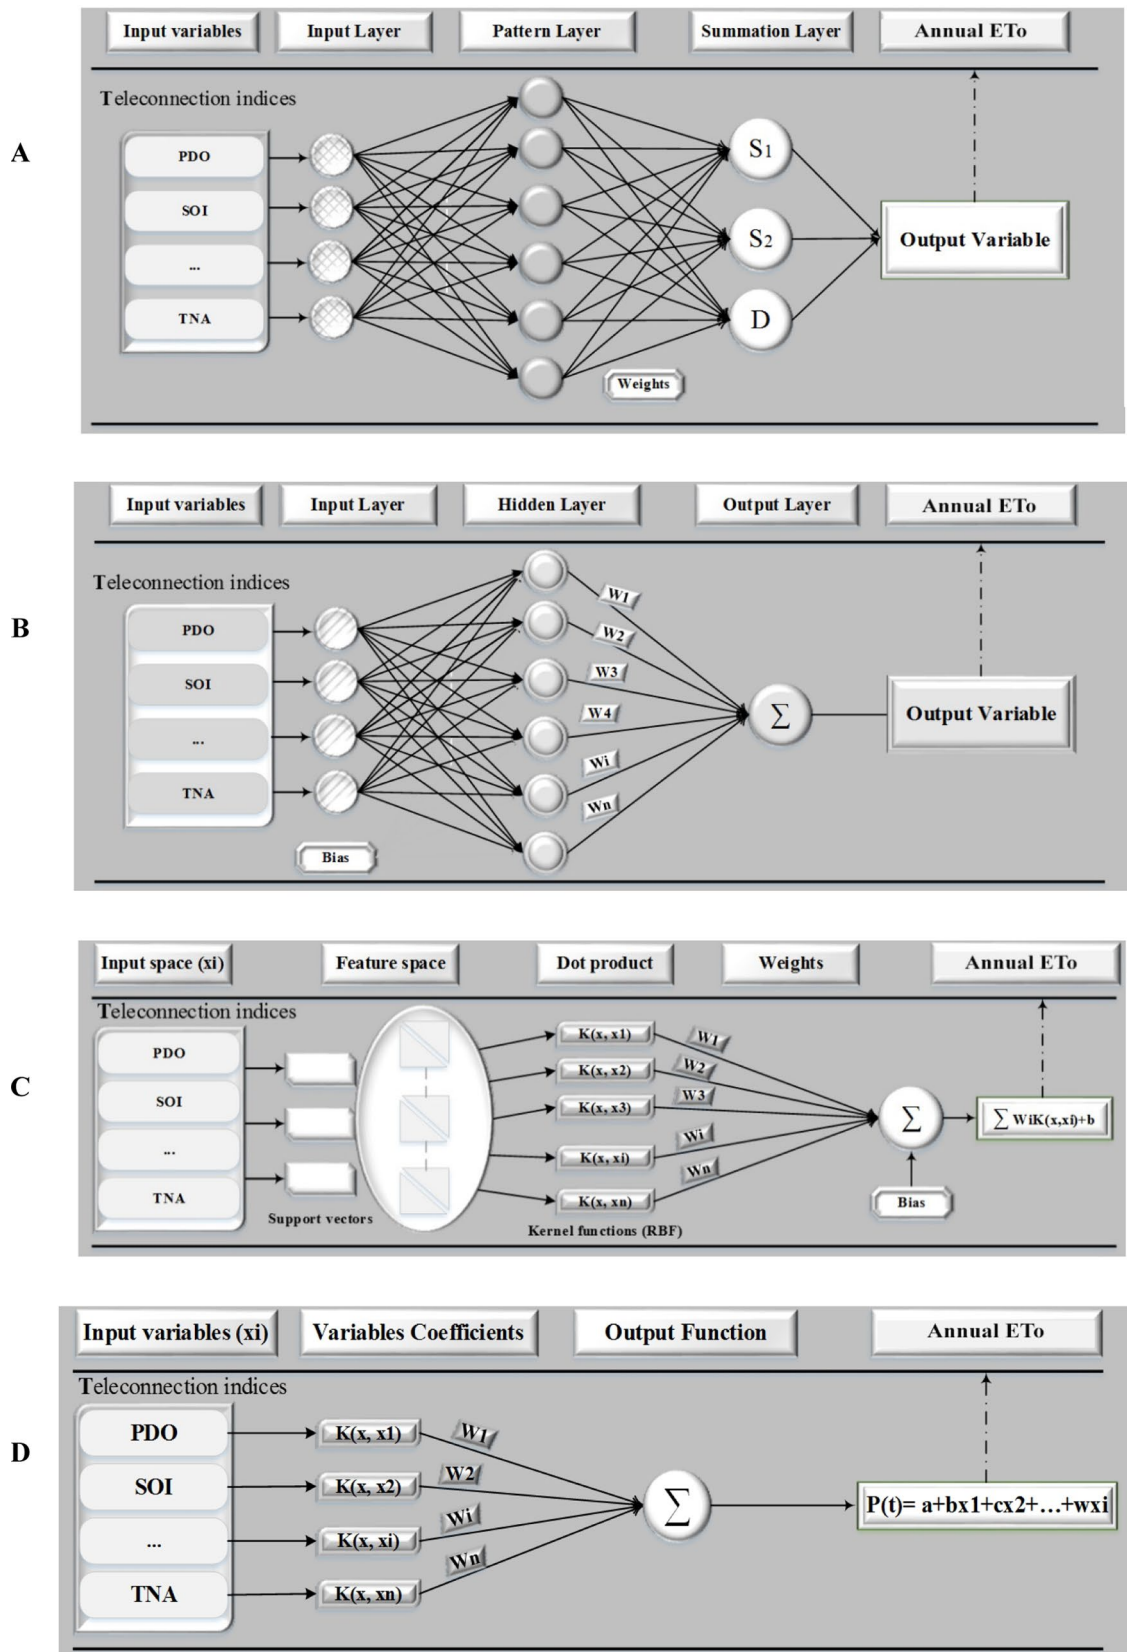 A
Input variables
Input Layer
Pattern Layer
Summation Layer
Annual ETo
Teleconnection indices
PDO
SOI
...
TNA
S1
S2
D
Weights
Output Variable
B
Input variables
Input Layer
Hidden Layer
Output Layer
Annual ETo
Teleconnection indices
PDO
SOI
...
TNA
Bias
W1
W2
W3
W4
Wi
Wn
∑
Output Variable
C
Input space (xi)
Feature space
Dot product
Weights
Annual ETo
Teleconnection indices
PDO
SOI
...
TNA
Support vectors
K(x, x1)
K(x, x2)
K(x, x3)
K(x, xi)
K(x, xn)
Kernel functions (RBF)
W1
W2
W3
Wi
Wn
∑
Bias
∑ WiK(x,xi)+b
D
Input variables (xi)
Variables Coefficients
Output Function
Annual ETo
Teleconnection indices
PDO
SOI
...
TNA
K(x, x1)
K(x, x2)
K(x, xi)
K(x, xn)
W1
W2
Wi
Wn
∑
P(t)= a+bx1+cx2+...+wxi